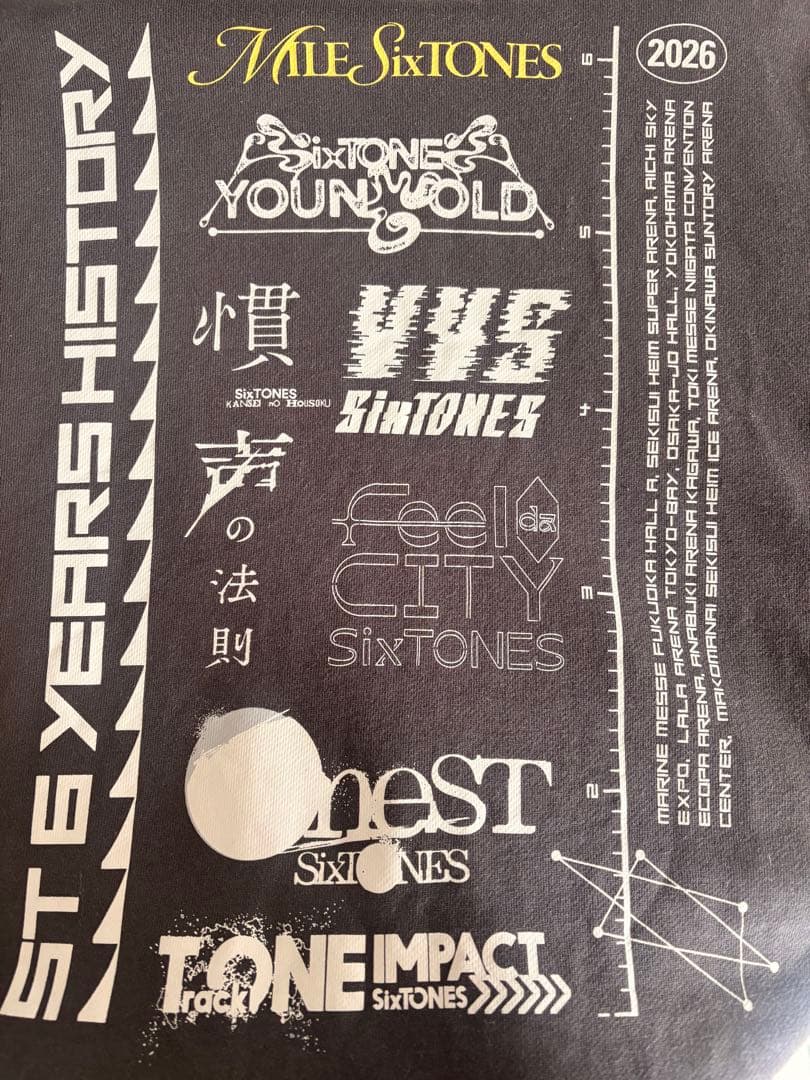 ST 6 YEARS HISTORY
MILE SixTONES
SixTONES
YOUNG OLD
慣
SixTONES
KANSEI nO HOUSOKU
声
の
法
則
VVS
SixTONES
feel da
CITY
SixTONES
OneST
SixTONES
Track ONE IMPACT
SixTONES
6
5
4
3
2
1
2026
MARINE MESSE FUKUOKA HALL A, SEKISUI HEIM SUPER ARENA, AICHI SKY
EXPO, LALA ARENA TOKYO-BAY, OSAKA-JO HALL, YOKOHAMA ARENA
ECOPA ARENA, ANABUKI ARENA KAGAWA, TOKI MESSE NIIGATA CONVENTION
CENTER, MAKOMANAI SEKISUI HEIM ICE ARENA, OKINAWA SUNTORY ARENA